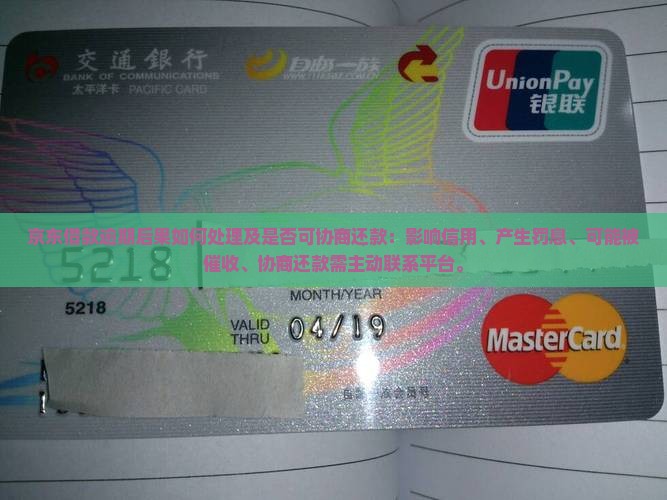 交通銀行
BANK OF COMMUNICATIONS
太平洋卡 PACIFIC CARD
自邮一族
UnionPay
银联
京东借款逾期后果如何处理及是否可协商还款：影响信用、产生罚息、可能被
催收、协商还款需主动联系平台。
5218
5218
MONTH/YEAR
VALID
THRU
04/19
MasterCard